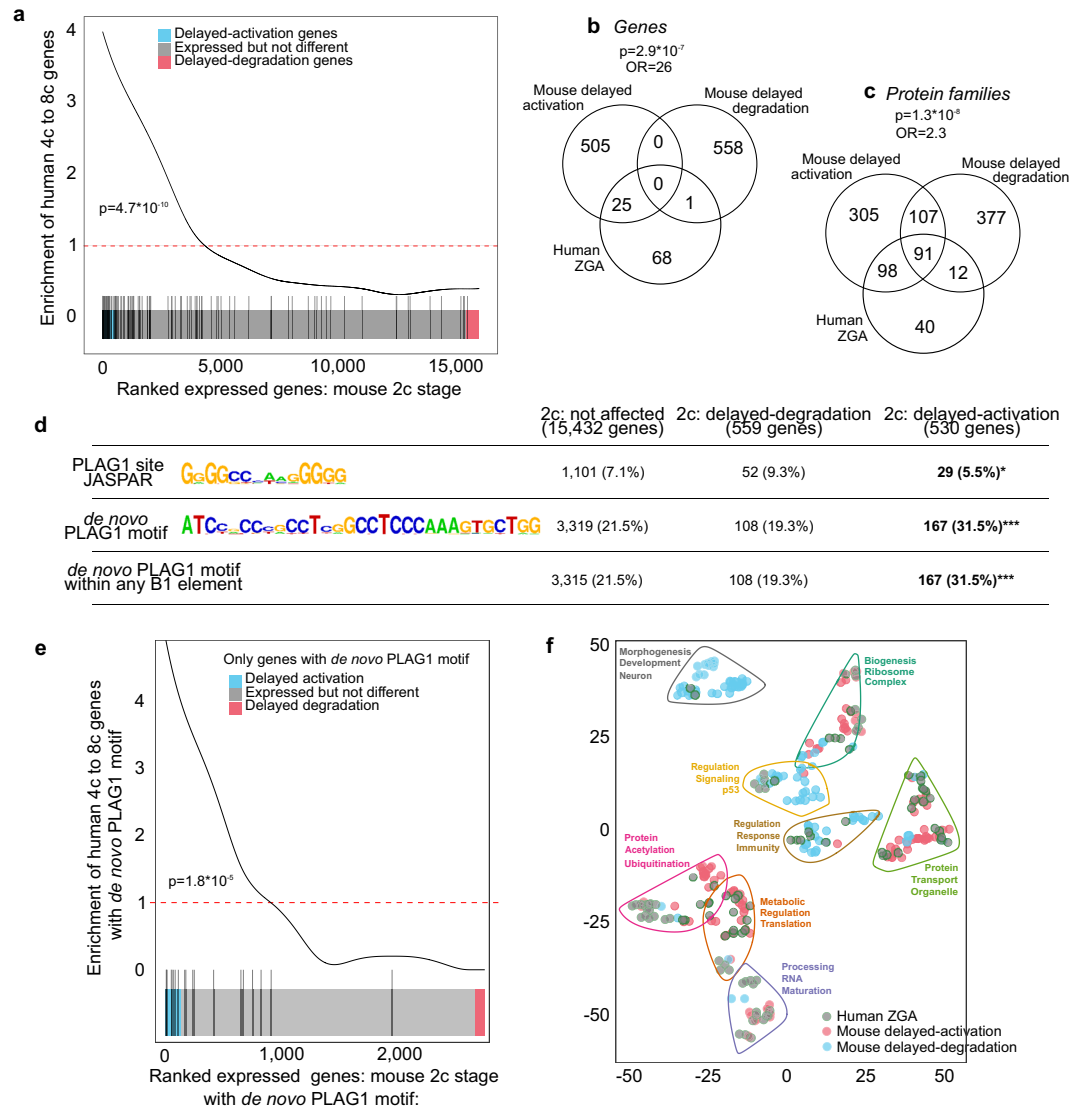 a
Enrichment of human 4c to 8c genes
4
3
2
1
0
Delayed-activation genes
Expressed but not different
Delayed-degradation genes
p=4.7*10-10
0
5,000
10,000
15,000
Ranked expressed genes: mouse 2c stage
b Genes
p=2.9*10-7
OR=26
Mouse delayed
activation
Mouse delayed
degradation
505
0
558
0
25
1
Human
ZGA
68
c Protein families
p=1.3*10-8
OR=2.3
Mouse delayed
activation
Mouse delayed
degradation
305
107
377
91
98
12
Human
ZGA
40
d
2c: not affected
(15,432 genes)
2c: delayed-degradation
(559 genes)
2c: delayed-activation
(530 genes)
PLAG1 site
JASPAR
1,101 (7.1%)
52 (9.3%)
29 (5.5%)*
de novo
PLAG1 motif
3,319 (21.5%)
108 (19.3%)
167 (31.5%)***
de novo PLAG1 motif
within any B1 element
3,315 (21.5%)
108 (19.3%)
167 (31.5%)***
e
Enrichment of human 4c to 8c genes
with de novo PLAG1 motif
4
3
2
1
0
Only genes with de novo PLAG1 motif
Delayed activation
Expressed but not different
Delayed degradation
p=1.8*10-5
0
1,000
2,000
Ranked expressed genes: mouse 2c stage
with de novo PLAG1 motif:
f
50
25
0
-25
-50
Morphogenesis
Development
Neuron
Biogenesis
Ribosome
Complex
Regulation
Signaling
p53
Regulation
Response
Immunity
Protein
Transport
Organelle
Protein
Acetylation
Ubiquitination
Metabolic
Regulation
Translation
Processing
RNA
Maturation
Human ZGA
Mouse delayed-activation
Mouse delayed-degradation
-50
-25
0
25
50